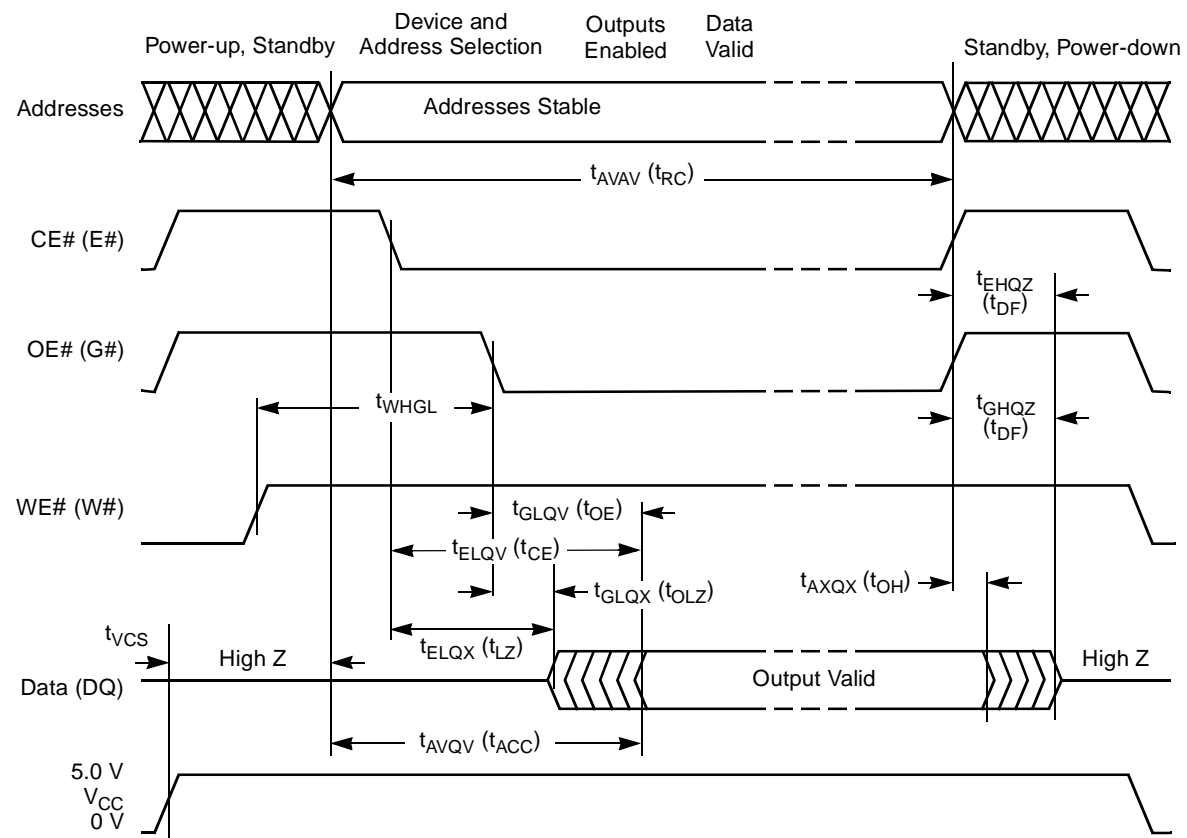 Power-up, Standby
Device and
Address Selection
Outputs
Enabled
Data
Valid
Standby, Power-down
Addresses
Addresses Stable
tAVAV (tRC)
CE# (E#)
tEHQZ
(tDF)
OE# (G#)
tWHGL
tGHQZ
(tDF)
WE# (W#)
tGLQV (tOE)
tELQV (tCE)
tGLQX (tOLZ)
tAXQX (tOH)
tVCS
High Z
tELQX (tLZ)
High Z
Data (DQ)
Output Valid
tAVQV (tACC)
5.0 V
VCC
0 V